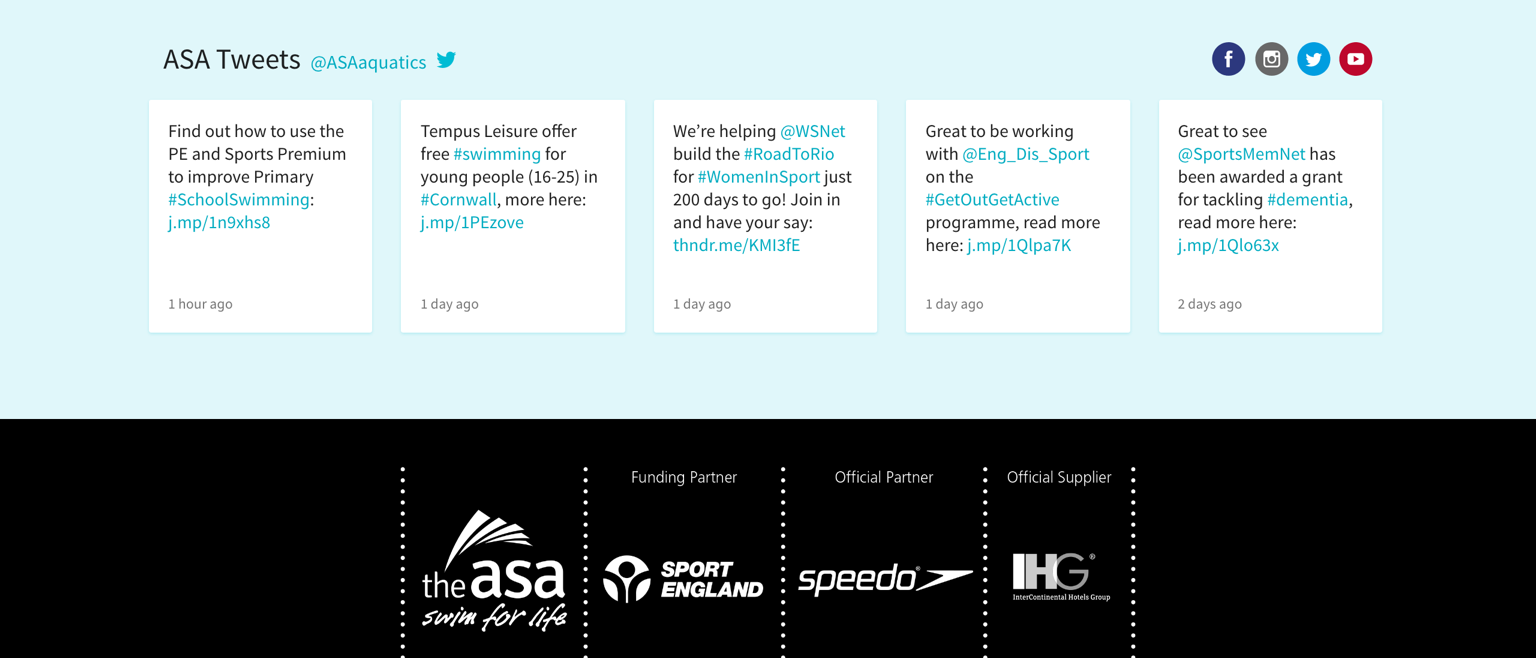 ASA Tweets @ASAaquatics
Find out how to use the
PE and Sports Premium
to improve Primary
#SchoolSwimming:
j.mp/1n9xhs8
1 hour ago
Tempus Leisure offer
free #swimming for
young people (16-25) in
#Cornwall, more here:
j.mp/1PEzove
1 day ago
We’re helping @WSNet
build the #RoadToRio
for #WomenInSport just
200 days to go! Join in
and have your say:
thndr.me/KMI3fE
1 day ago
Great to be working
with @Eng_Dis_Sport
on the
#GetOutGetActive
programme, read more
here: j.mp/1Qlpa7K
1 day ago
Great to see
@SportsMemNet has
been awarded a grant
for tackling #dementia,
read more here:
j.mp/1Qlo63x
2 days ago
the asa
swim for life
Funding Partner
SPORT
ENGLAND
Official Partner
speedo®
Official Supplier
IHG®
InterContinental Hotels Group